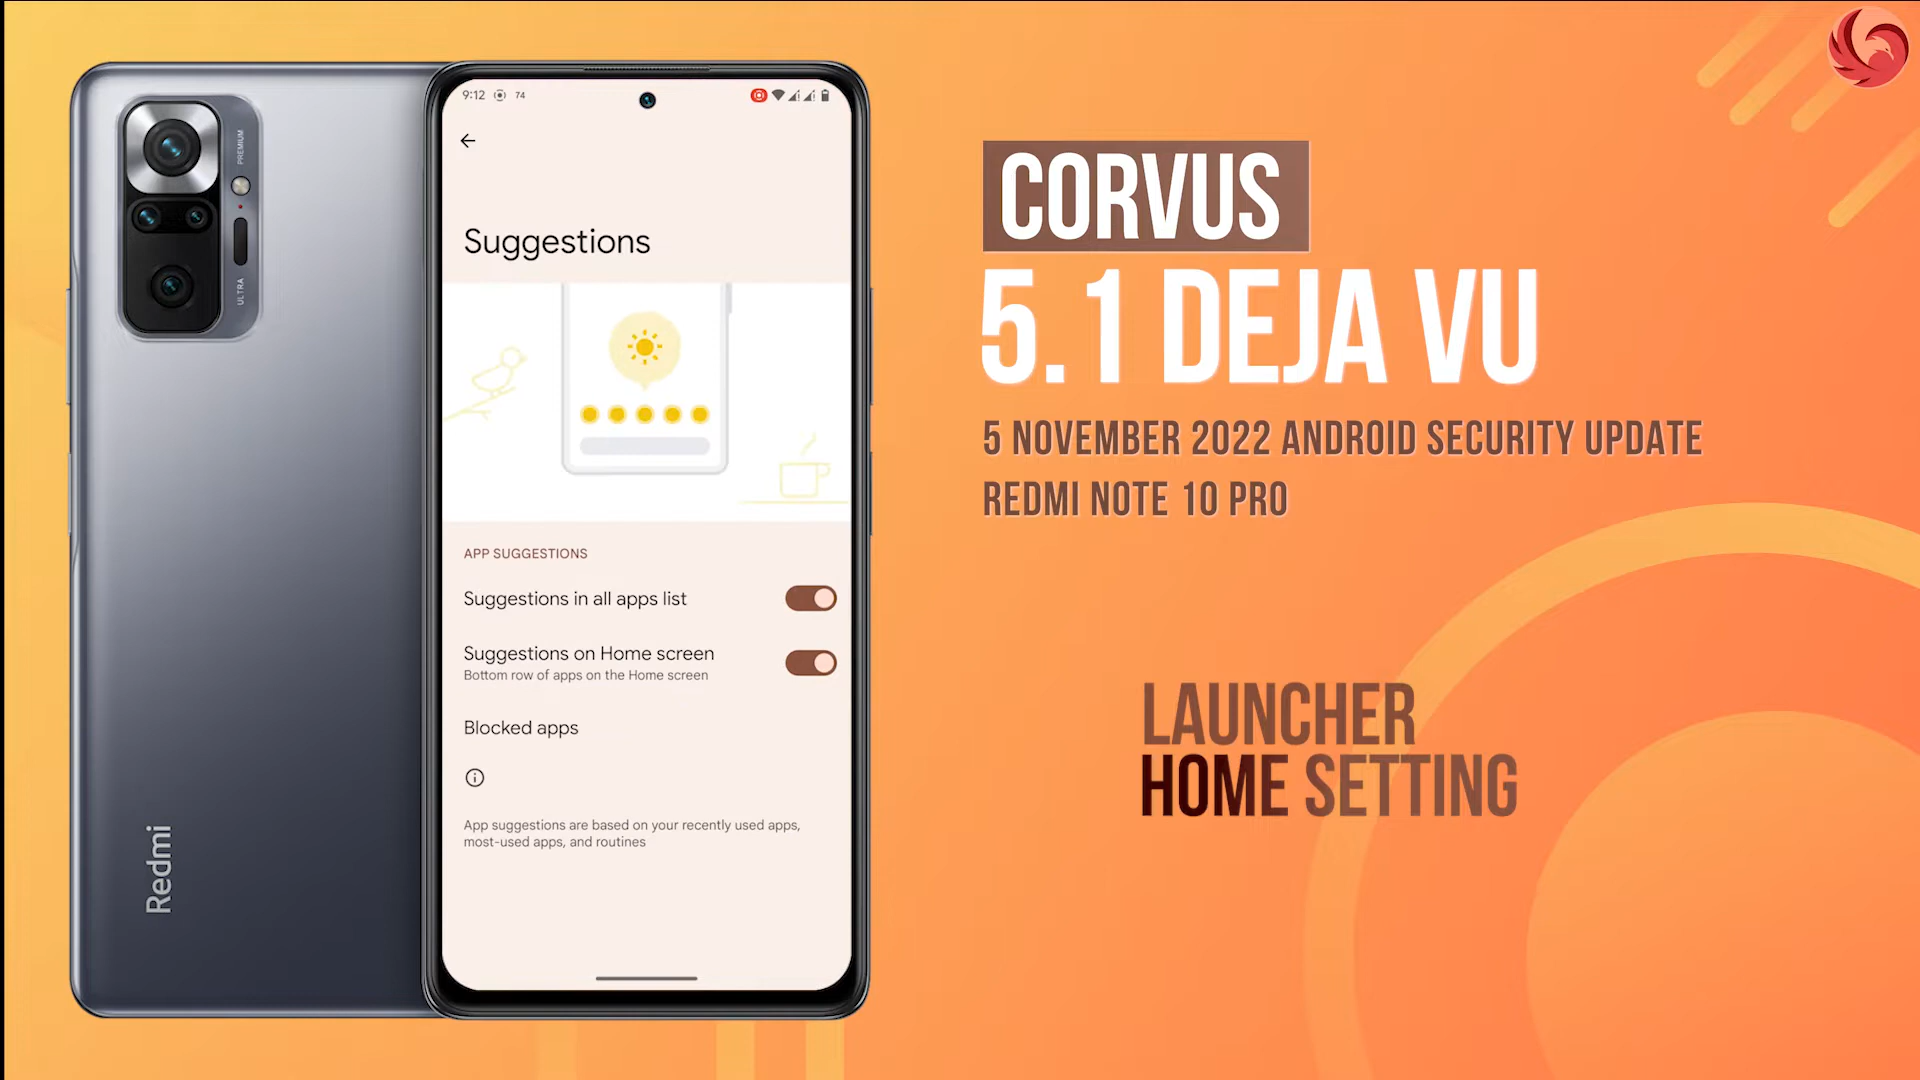 PREMIUM
ULTRA
Redmi
9:12 74
Suggestions
APP SUGGESTIONS
Suggestions in all apps list
Suggestions on Home screen
Bottom row of apps on the Home screen
Blocked apps
App suggestions are based on your recently used apps,
most-used apps, and routines
CORVUS
5.1 DEJA VU
5 NOVEMBER 2022 ANDROID SECURITY UPDATE
REDMI NOTE 10 PRO
LAUNCHER
HOME SETTING